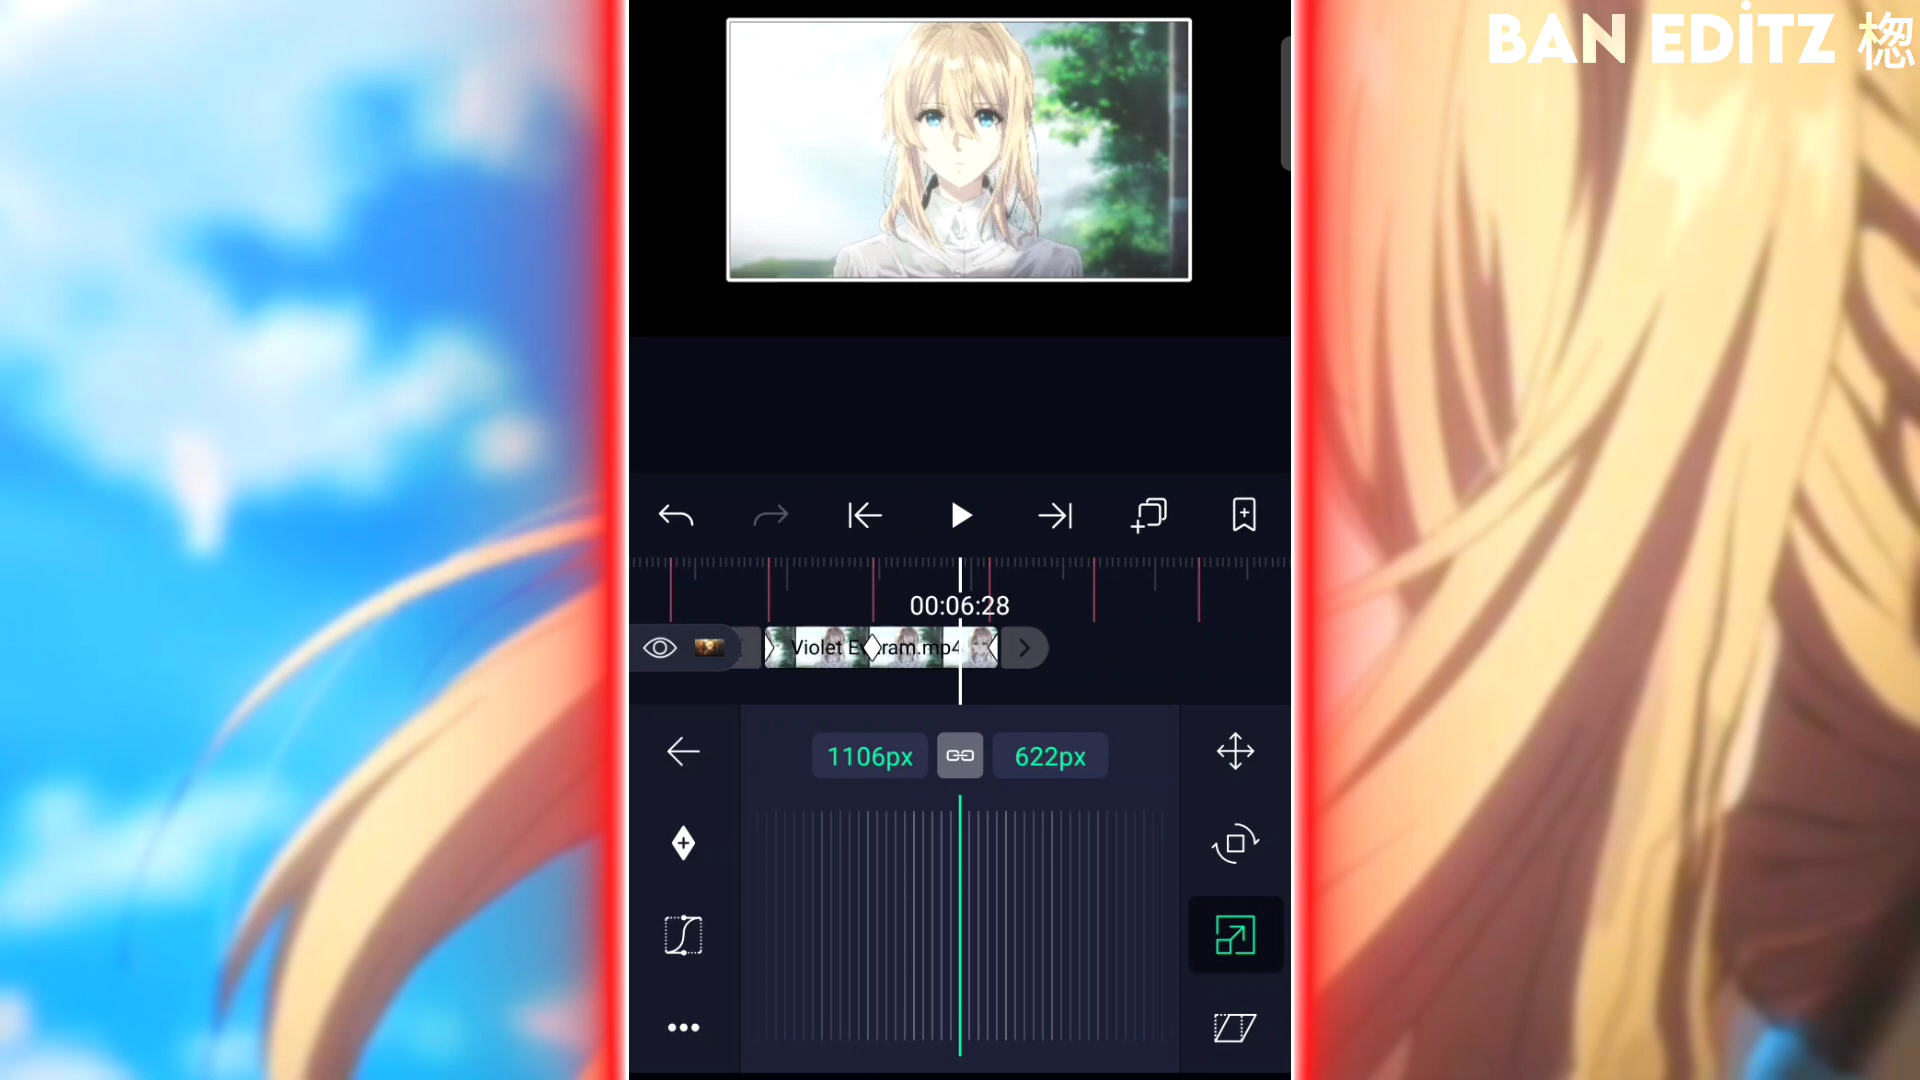 BAN EDİTZ 楤
00:06:28
Violet E
ram.mp4
1106px
622px